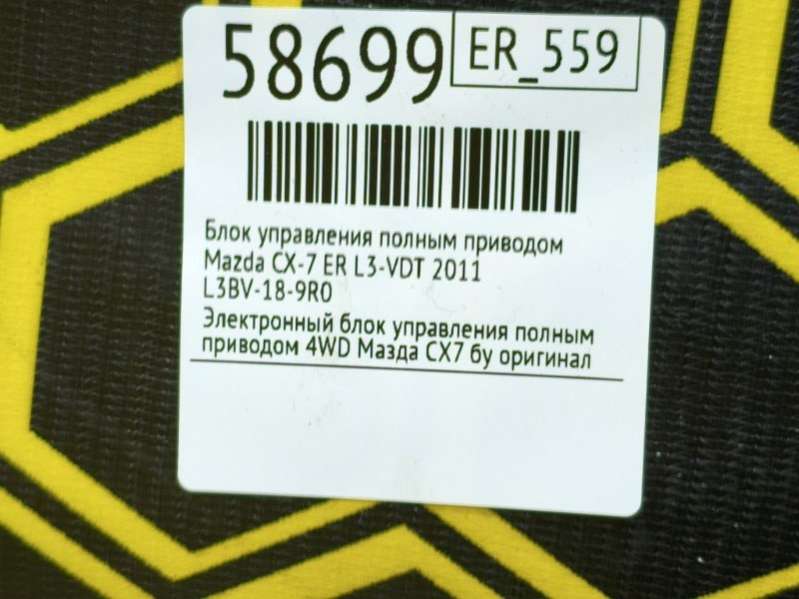 58699 ER_559
Блок управления полным приводом
Mazda CX-7 ER L3-VDT 2011
L3BV-18-9R0
Электронный блок управления полным
приводом 4WD Мазда СХ7 бу оригинал